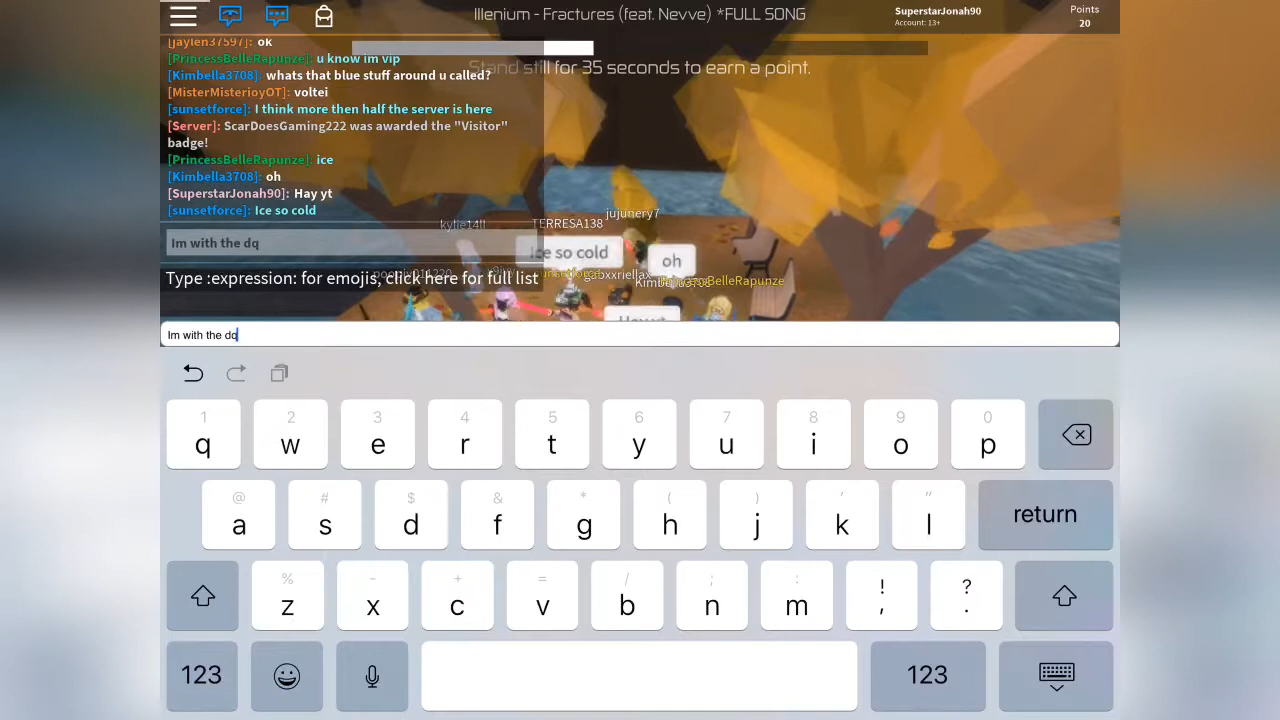 Illenium - Fractures (feat. Nevve) *FULL SONG
SuperstarJonah90
Account: 13+
Points
20
Stand still for 35 seconds to earn a point.
[jaylen37597]: ok
[PrincessBelleRapunze]: u know im vip
[Kimbella3708]: whats that blue stuff around u called?
[MisterMisterioyOT]: voltei
[sunsetforce]: I think more then half the server is here
[Server]: ScarDoesGaming222 was awarded the "Visitor"
badge!
[PrincessBelleRapunze]: ice
[Kimbella3708]: oh
[SuperstarJonah90]: Hay yt
[sunsetforce]: Ice so cold
jujunery7
TERRESA138
Im with the dq
Ice so cold
oh
sunsetforce
Type :expression: for emojis, click here for full list
Im with the dq
1 2 3 4 5 6 7 8 9 0
q w e r t y u i o p
@ # $ & * ( ) ' "
a s d f g h j k l return
% - + = / ; : ! ?
z x c v b n m , .
123 123